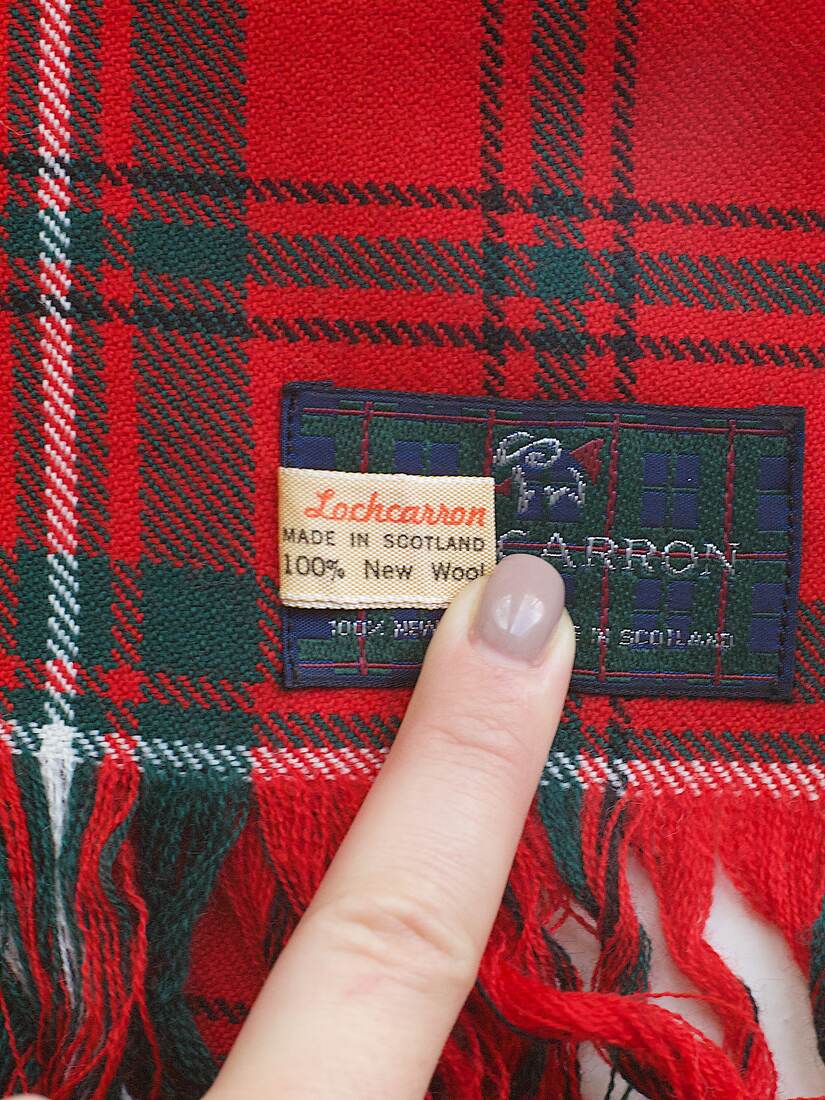 Lochcarron
MADE IN SCOTLAND
100% New Wool
CARRON
100% NEW IN SCOTLAND